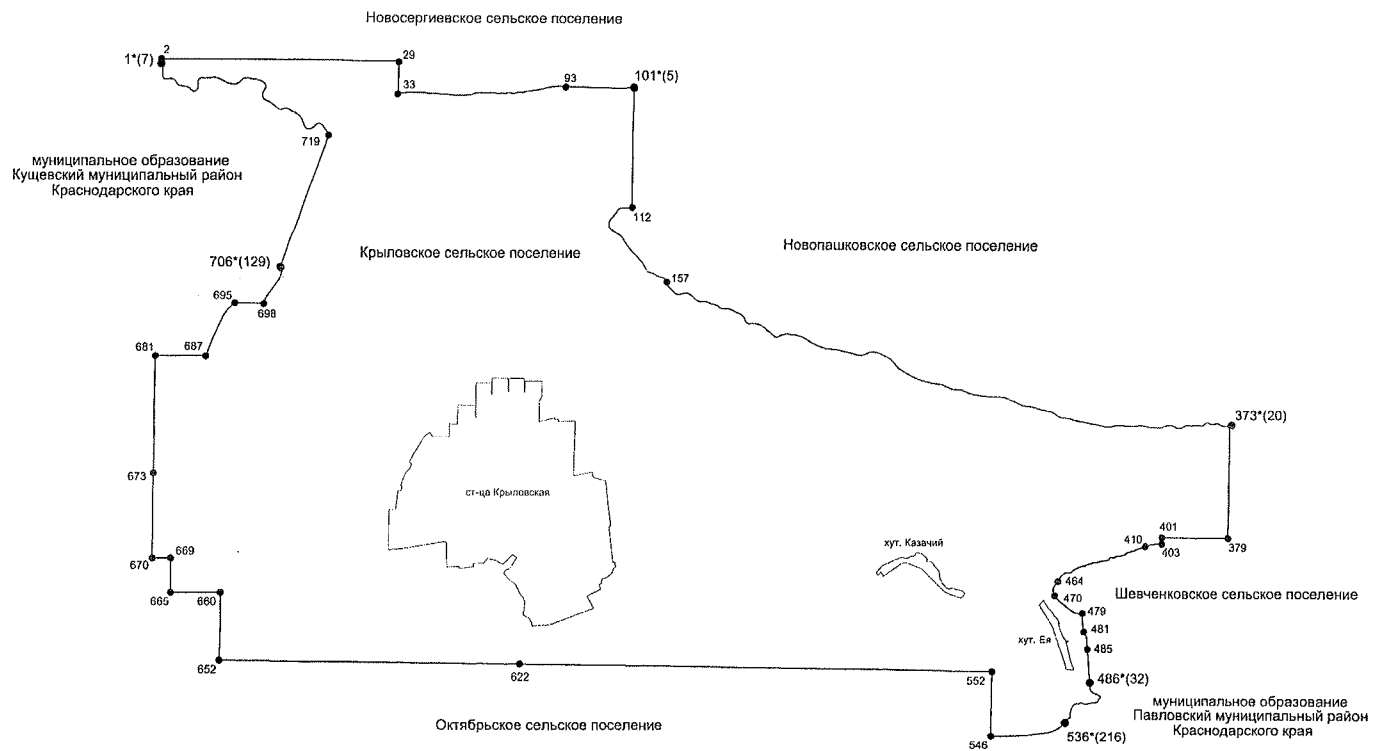 Новосергиевское сельское поселение
2
1*(7)
29
33
93
101*(5)
719
муниципальное образование
Кущевский муниципальный район
Краснодарского края
112
Крыловское сельское поселение
Новопашковское сельское поселение
706*(129)
157
695
698
681
687
373*(20)
673
ст-ца Крыловская
401
410
403
379
хут. Казачий
669
670
464
665
660
470
Шевченковское сельское поселение
479
481
хут. Ея
485
652
622
552
486*(32)
муниципальное образование
Павловский муниципальный район
Краснодарского края
Октябрьское сельское поселение
546
536*(216)